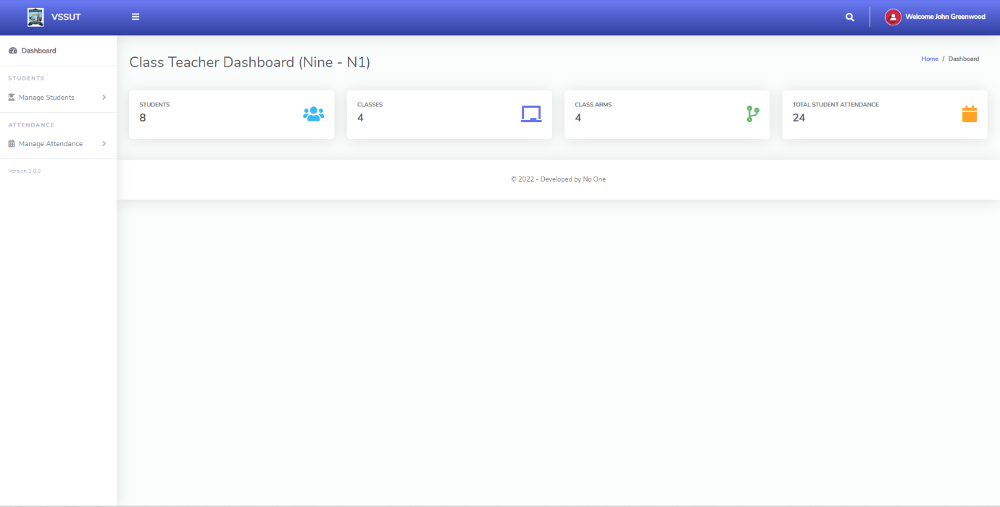 VSSUT
Welcome John Greenwood
Dashboard
STUDENTS
Manage Students
ATTENDANCE
Manage Attendance
Version 1.0.3
Class Teacher Dashboard (Nine - N1)
Home / Dashboard
STUDENTS
8
CLASSES
4
CLASS ARMS
4
TOTAL STUDENT ATTENDANCE
24
© 2022 - Developed by No One